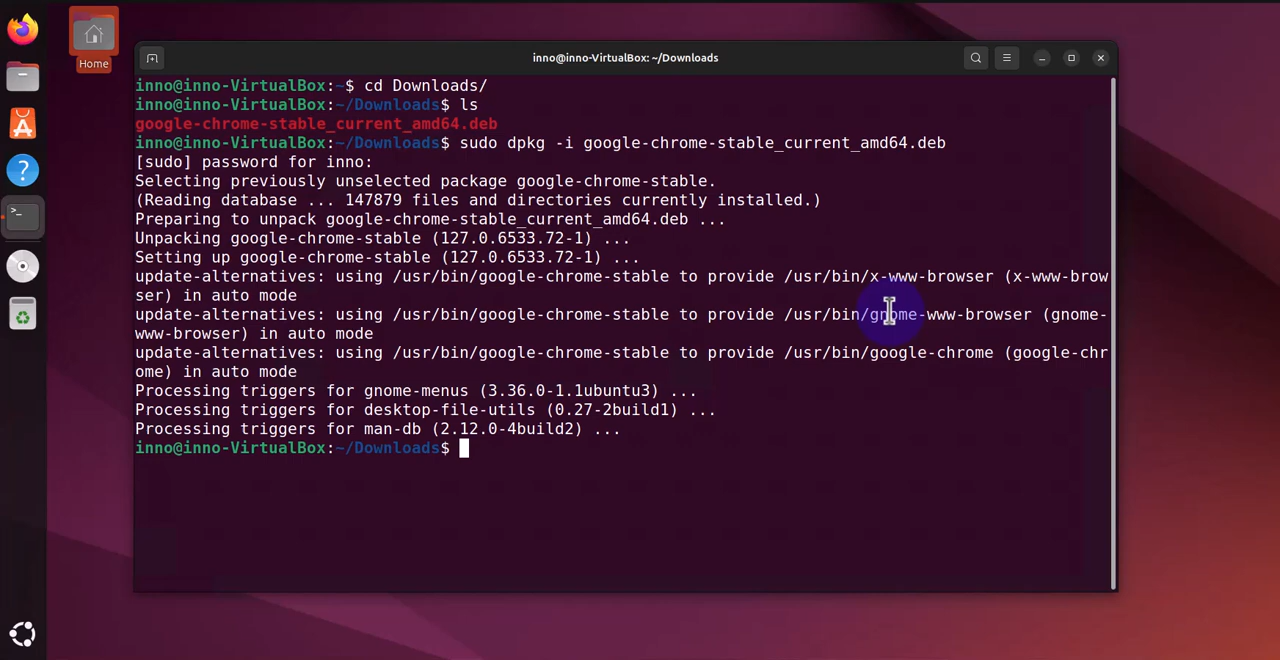 Home
inno@inno-VirtualBox: ~/Downloads
inno@inno-VirtualBox:~$ cd Downloads/
inno@inno-VirtualBox:~/Downloads$ ls
google-chrome-stable_current_amd64.deb
inno@inno-VirtualBox:~/Downloads$ sudo dpkg -i google-chrome-stable_current_amd64.deb
[sudo] password for inno:
Selecting previously unselected package google-chrome-stable.
(Reading database ... 147879 files and directories currently installed.)
Preparing to unpack google-chrome-stable_current_amd64.deb ...
Unpacking google-chrome-stable (127.0.6533.72-1) ...
Setting up google-chrome-stable (127.0.6533.72-1) ...
update-alternatives: using /usr/bin/google-chrome-stable to provide /usr/bin/x-www-browser (x-www-brow
ser) in auto mode
update-alternatives: using /usr/bin/google-chrome-stable to provide /usr/bin/gnome-www-browser (gnome-
www-browser) in auto mode
update-alternatives: using /usr/bin/google-chrome-stable to provide /usr/bin/google-chrome (google-chr
ome) in auto mode
Processing triggers for gnome-menus (3.36.0-1.1ubuntu3) ...
Processing triggers for desktop-file-utils (0.27-2build1) ...
Processing triggers for man-db (2.12.0-4build2) ...
inno@inno-VirtualBox:~/Downloads$